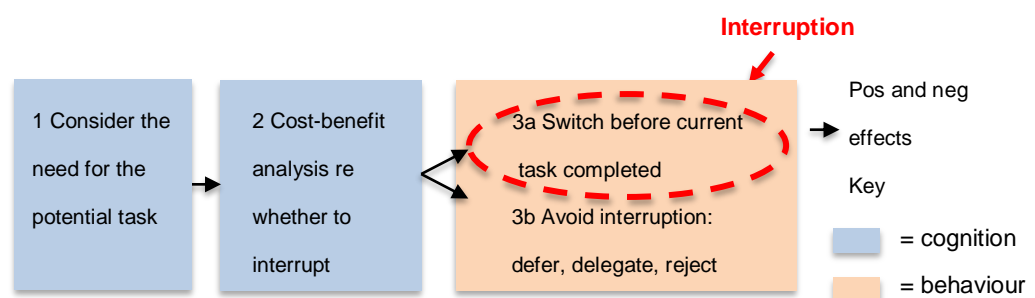 Interruption
1 Consider the
need for the
potential task
2 Cost-benefit
analysis re
whether to
interrupt
3a Switch before current
task completed
3b Avoid interruption:
defer, delegate, reject
Pos and neg
effects
Key
= cognition
= behaviour